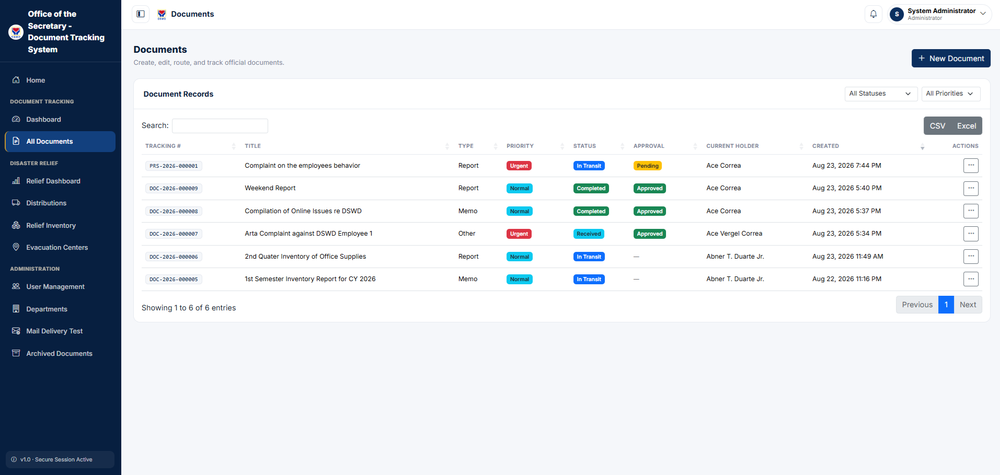 Office of the
Secretary -
Document Tracking
System
Home
DOCUMENT TRACKING
Dashboard
All Documents
DISASTER RELIEF
Relief Dashboard
Distributions
Relief Inventory
Evacuation Centers
ADMINISTRATION
User Management
Departments
Mail Delivery Test
Archived Documents
v1.0 · Secure Session Active
DSWD Documents
S System Administrator
Administrator
Documents
Create, edit, route, and track official documents.
+ New Document
Document Records
All Statuses All Priorities
Search:
CSV Excel
TRACKING # TITLE TYPE PRIORITY STATUS APPROVAL CURRENT HOLDER CREATED ACTIONS
PRS-2026-000001 Complaint on the employees behavior Report Urgent In Transit Pending Ace Correa Aug 23, 2026 7:44 PM ...
DOC-2026-000009 Weekend Report Report Normal Completed Approved Ace Correa Aug 23, 2026 5:40 PM ...
DOC-2026-000008 Compilation of Online Issues re DSWD Memo Normal Completed Approved Ace Correa Aug 23, 2026 5:37 PM ...
DOC-2026-000007 Arta Complaint against DSWD Employee 1 Other Urgent Received Approved Ace Vergel Correa Aug 23, 2026 5:34 PM ...
DOC-2026-000006 2nd Quater Inventory of Office Supplies Report Normal In Transit — Abner T. Duarte Jr. Aug 23, 2026 11:49 AM ...
DOC-2026-000005 1st Semester Inventory Report for CY 2026 Memo Normal In Transit — Abner T. Duarte Jr. Aug 22, 2026 11:16 PM ...
Showing 1 to 6 of 6 entries
Previous 1 Next